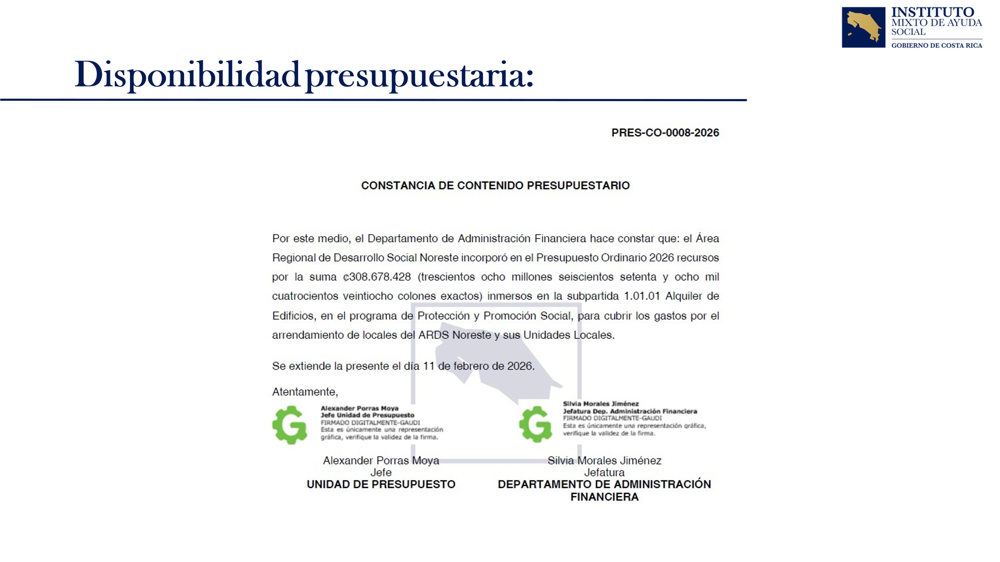 INSTITUTO
MIXTO DE AYUDA
SOCIAL
GOBIERNO DE COSTA RICA
Disponibilidad presupuestaria:
PRES-CO-0008-2026
CONSTANCIA DE CONTENIDO PRESUPUESTARIO
Por este medio, el Departamento de Administración Financiera hace constar que: el Área
Regional de Desarrollo Social Noreste incorporó en el Presupuesto Ordinario 2026 recursos
por la suma ¢308.678.428 (trescientos ocho millones seiscientos setenta y ocho mil
cuatrocientos veintiocho colones exactos) inmersos en la subpartida 1.01.01 Alquiler de
Edificios, en el programa de Protección y Promoción Social, para cubrir los gastos por el
arrendamiento de locales del ARDS Noreste y sus Unidades Locales.
Se extiende la presente el día 11 de febrero de 2026.
Atentamente,
Alexander Porras Moya
Jefe Unidad de Presupuesto
FIRMADO DIGITALMENTE-GAUDI
Esta es únicamente una representación
gráfica, verifique la validez de la firma.
Silvia Morales Jiménez
Jefatura Dep. Administración Financiera
FIRMADO DIGITALMENTE-GAUDI
Esta es únicamente una representación gráfica,
verifique la validez de la firma.
Alexander Porras Moya
Jefe
UNIDAD DE PRESUPUESTO
Silvia Morales Jiménez
Jefatura
DEPARTAMENTO DE ADMINISTRACIÓN
FINANCIERA